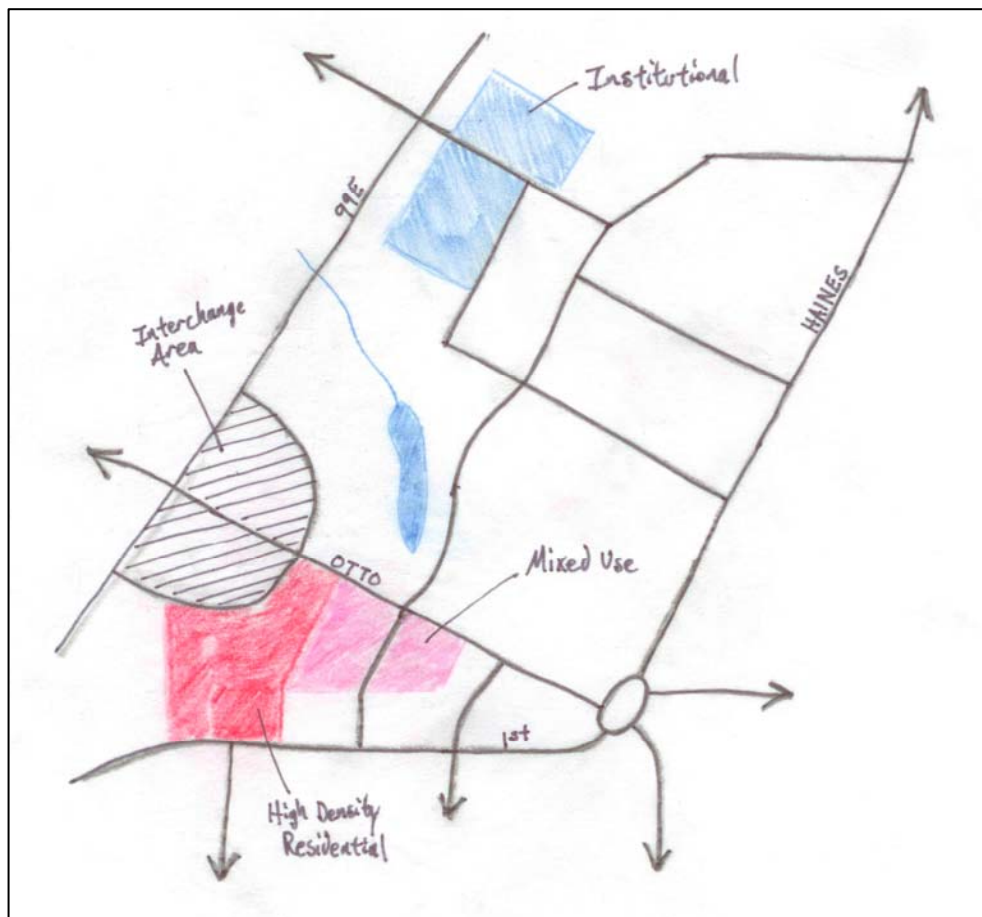 Institutional
99E
HAINES
Interchange
Area
OTTO
Mixed Use
1st
High Density
Residential